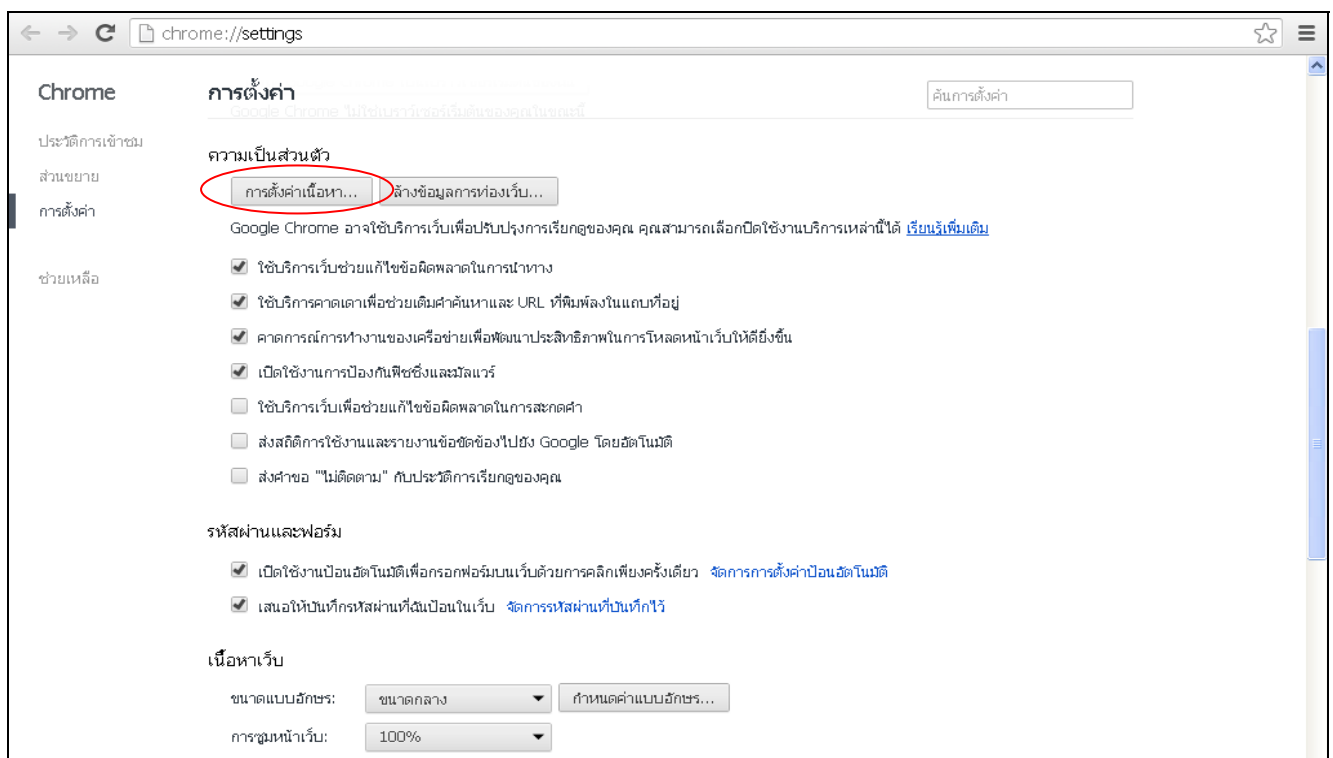 chrome://settings
Chrome
การตั้งค่า
ค้นการตั้งค่า
Google Chrome ไม่ใช่เบราว์เซอร์เริ่มต้นของคุณในขณะนี้
ประวัติการเข้าชม
ส่วนขยาย
การตั้งค่า
ช่วยเหลือ
ความเป็นส่วนตัว
การตั้งค่าเนื้อหา... ล้างข้อมูลการท่องเว็บ...
Google Chrome อาจใช้บริการเว็บเพื่อปรับปรุงการเรียกดูของคุณ คุณสามารถเลือกปิดใช้งานบริการเหล่านี้ได้ เรียนรู้เพิ่มเติม
ใช้บริการเว็บช่วยแก้ไขข้อผิดพลาดในการนำทาง
ใช้บริการคาดเดาเพื่อช่วยเติมคำค้นหาและ URL ที่พิมพ์ลงในแถบที่อยู่
คาดการณ์การทำงานของเครือข่ายเพื่อพัฒนาประสิทธิภาพในการโหลดหน้าเว็บให้ดียิ่งขึ้น
เปิดใช้งานการป้องกันฟิชชิ่งและมัลแวร์
ใช้บริการเว็บเพื่อช่วยแก้ไขข้อผิดพลาดในการสะกดคำ
ส่งสถิติการใช้งานและรายงานข้อขัดข้องไปยัง Google โดยอัตโนมัติ
ส่งคำขอ "ไม่ติดตาม" กับประวัติการเรียกดูของคุณ
รหัสผ่านและฟอร์ม
เปิดใช้งานป้อนอัตโนมัติเพื่อกรอกฟอร์มบนเว็บด้วยการคลิกเพียงครั้งเดียว จัดการการตั้งค่าป้อนอัตโนมัติ
เสนอให้บันทึกรหัสผ่านที่ฉันป้อนในเว็บ จัดการรหัสผ่านที่บันทึกไว้
เนื้อหาเว็บ
ขนาดแบบอักษร: ขนาดกลาง กำหนดค่าแบบอักษร...
การซูมหน้าเว็บ: 100%